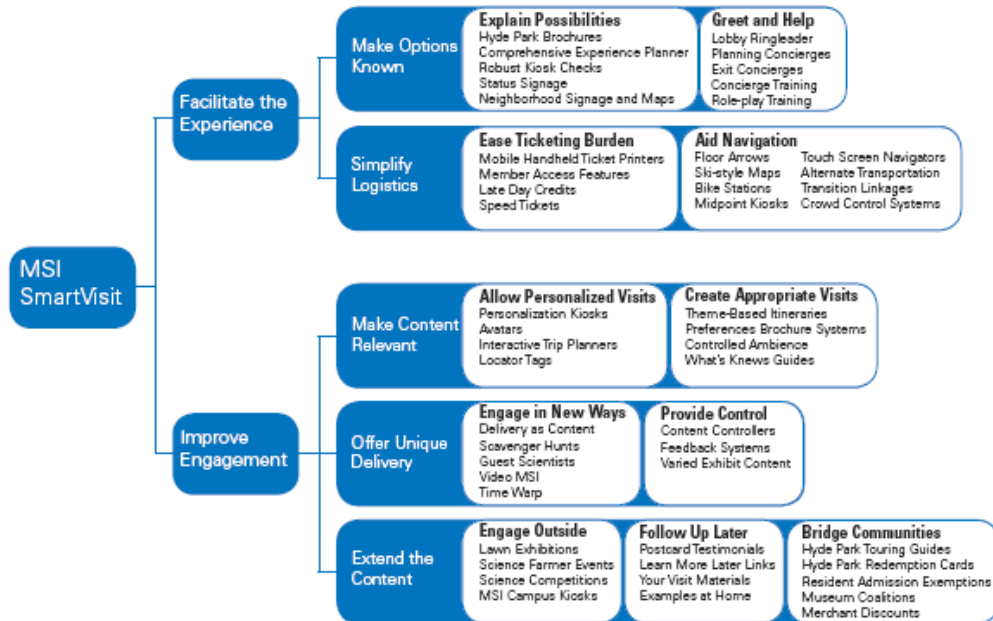 MSI
SmartVisit
Facilitate the
Experience
Make Options
Known
Explain Possibilities
Hyde Park Brochures
Comprehensive Experience Planner
Robust Kiosk Checks
Status Signage
Neighborhood Signage and Maps
Greet and Help
Lobby Ringleader
Planning Concierges
Exit Concierges
Concierge Training
Role-play Training
Simplify
Logistics
Ease Ticketing Burden
Mobile Handheld Ticket Printers
Member Access Features
Late Day Credits
Speed Tickets
Aid Navigation
Floor Arrows
Ski-style Maps
Bike Stations
Midpoint Kiosks
Touch Screen Navigators
Alternate Transportation
Transition Linkages
Crowd Control Systems
Improve
Engagement
Make Content
Relevant
Allow Personalized Visits
Personalization Kiosks
Avatars
Interactive Trip Planners
Locator Tags
Create Appropriate Visits
Theme-Based Itineraries
Preferences Brochure Systems
Controlled Ambience
What's Knews Guides
Offer Unique
Delivery
Engage in New Ways
Delivery as Content
Scavenger Hunts
Guest Scientists
Video MSI
Time Warp
Provide Control
Content Controllers
Feedback Systems
Varied Exhibit Content
Extend the
Content
Engage Outside
Lawn Exhibitions
Science Farmer Events
Science Competitions
MSI Campus Kiosks
Follow Up Later
Postcard Testimonials
Learn More Later Links
Your Visit Materials
Examples at Home
Bridge Communities
Hyde Park Touring Guides
Hyde Park Redemption Cards
Resident Admission Exemptions
Museum Coalitions
Merchant Discounts